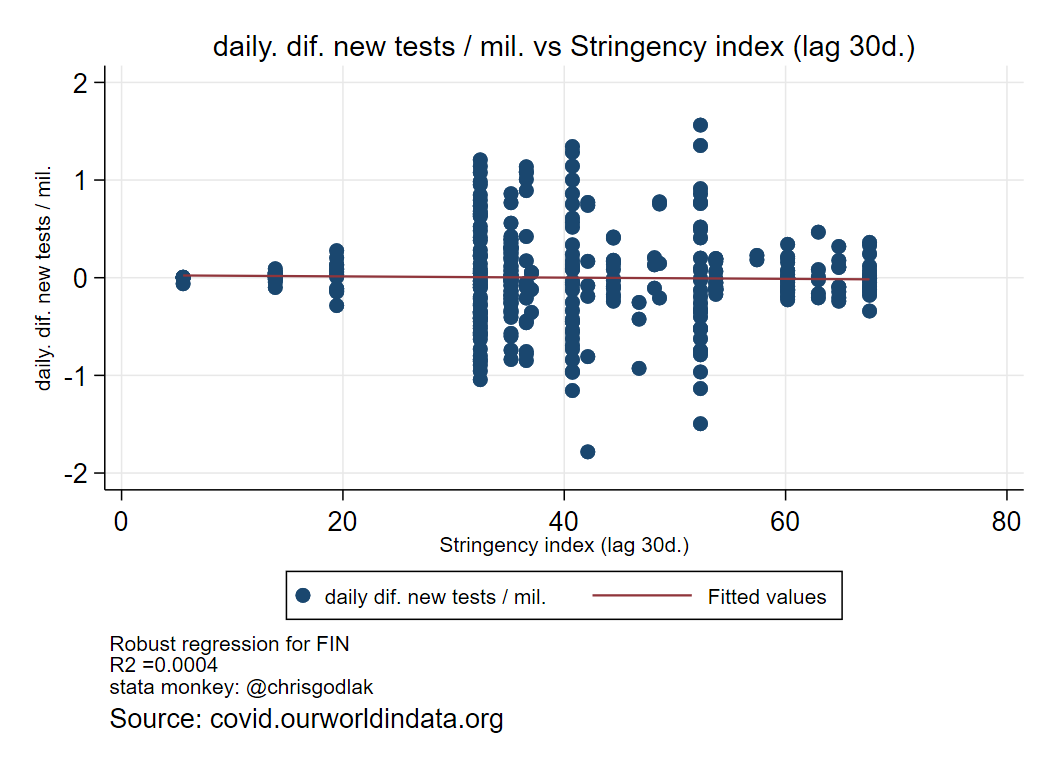 daily. dif. new tests / mil. vs Stringency index (lag 30d.)
daily. dif. new tests / mil.
2
1
0
-1
-2
0
20
40
60
80
Stringency index (lag 30d.)
daily dif. new tests / mil.
Fitted values
Robust regression for FIN
R2 =0.0004
stata monkey: @chrisgodlak
Source: covid.ourworldindata.org